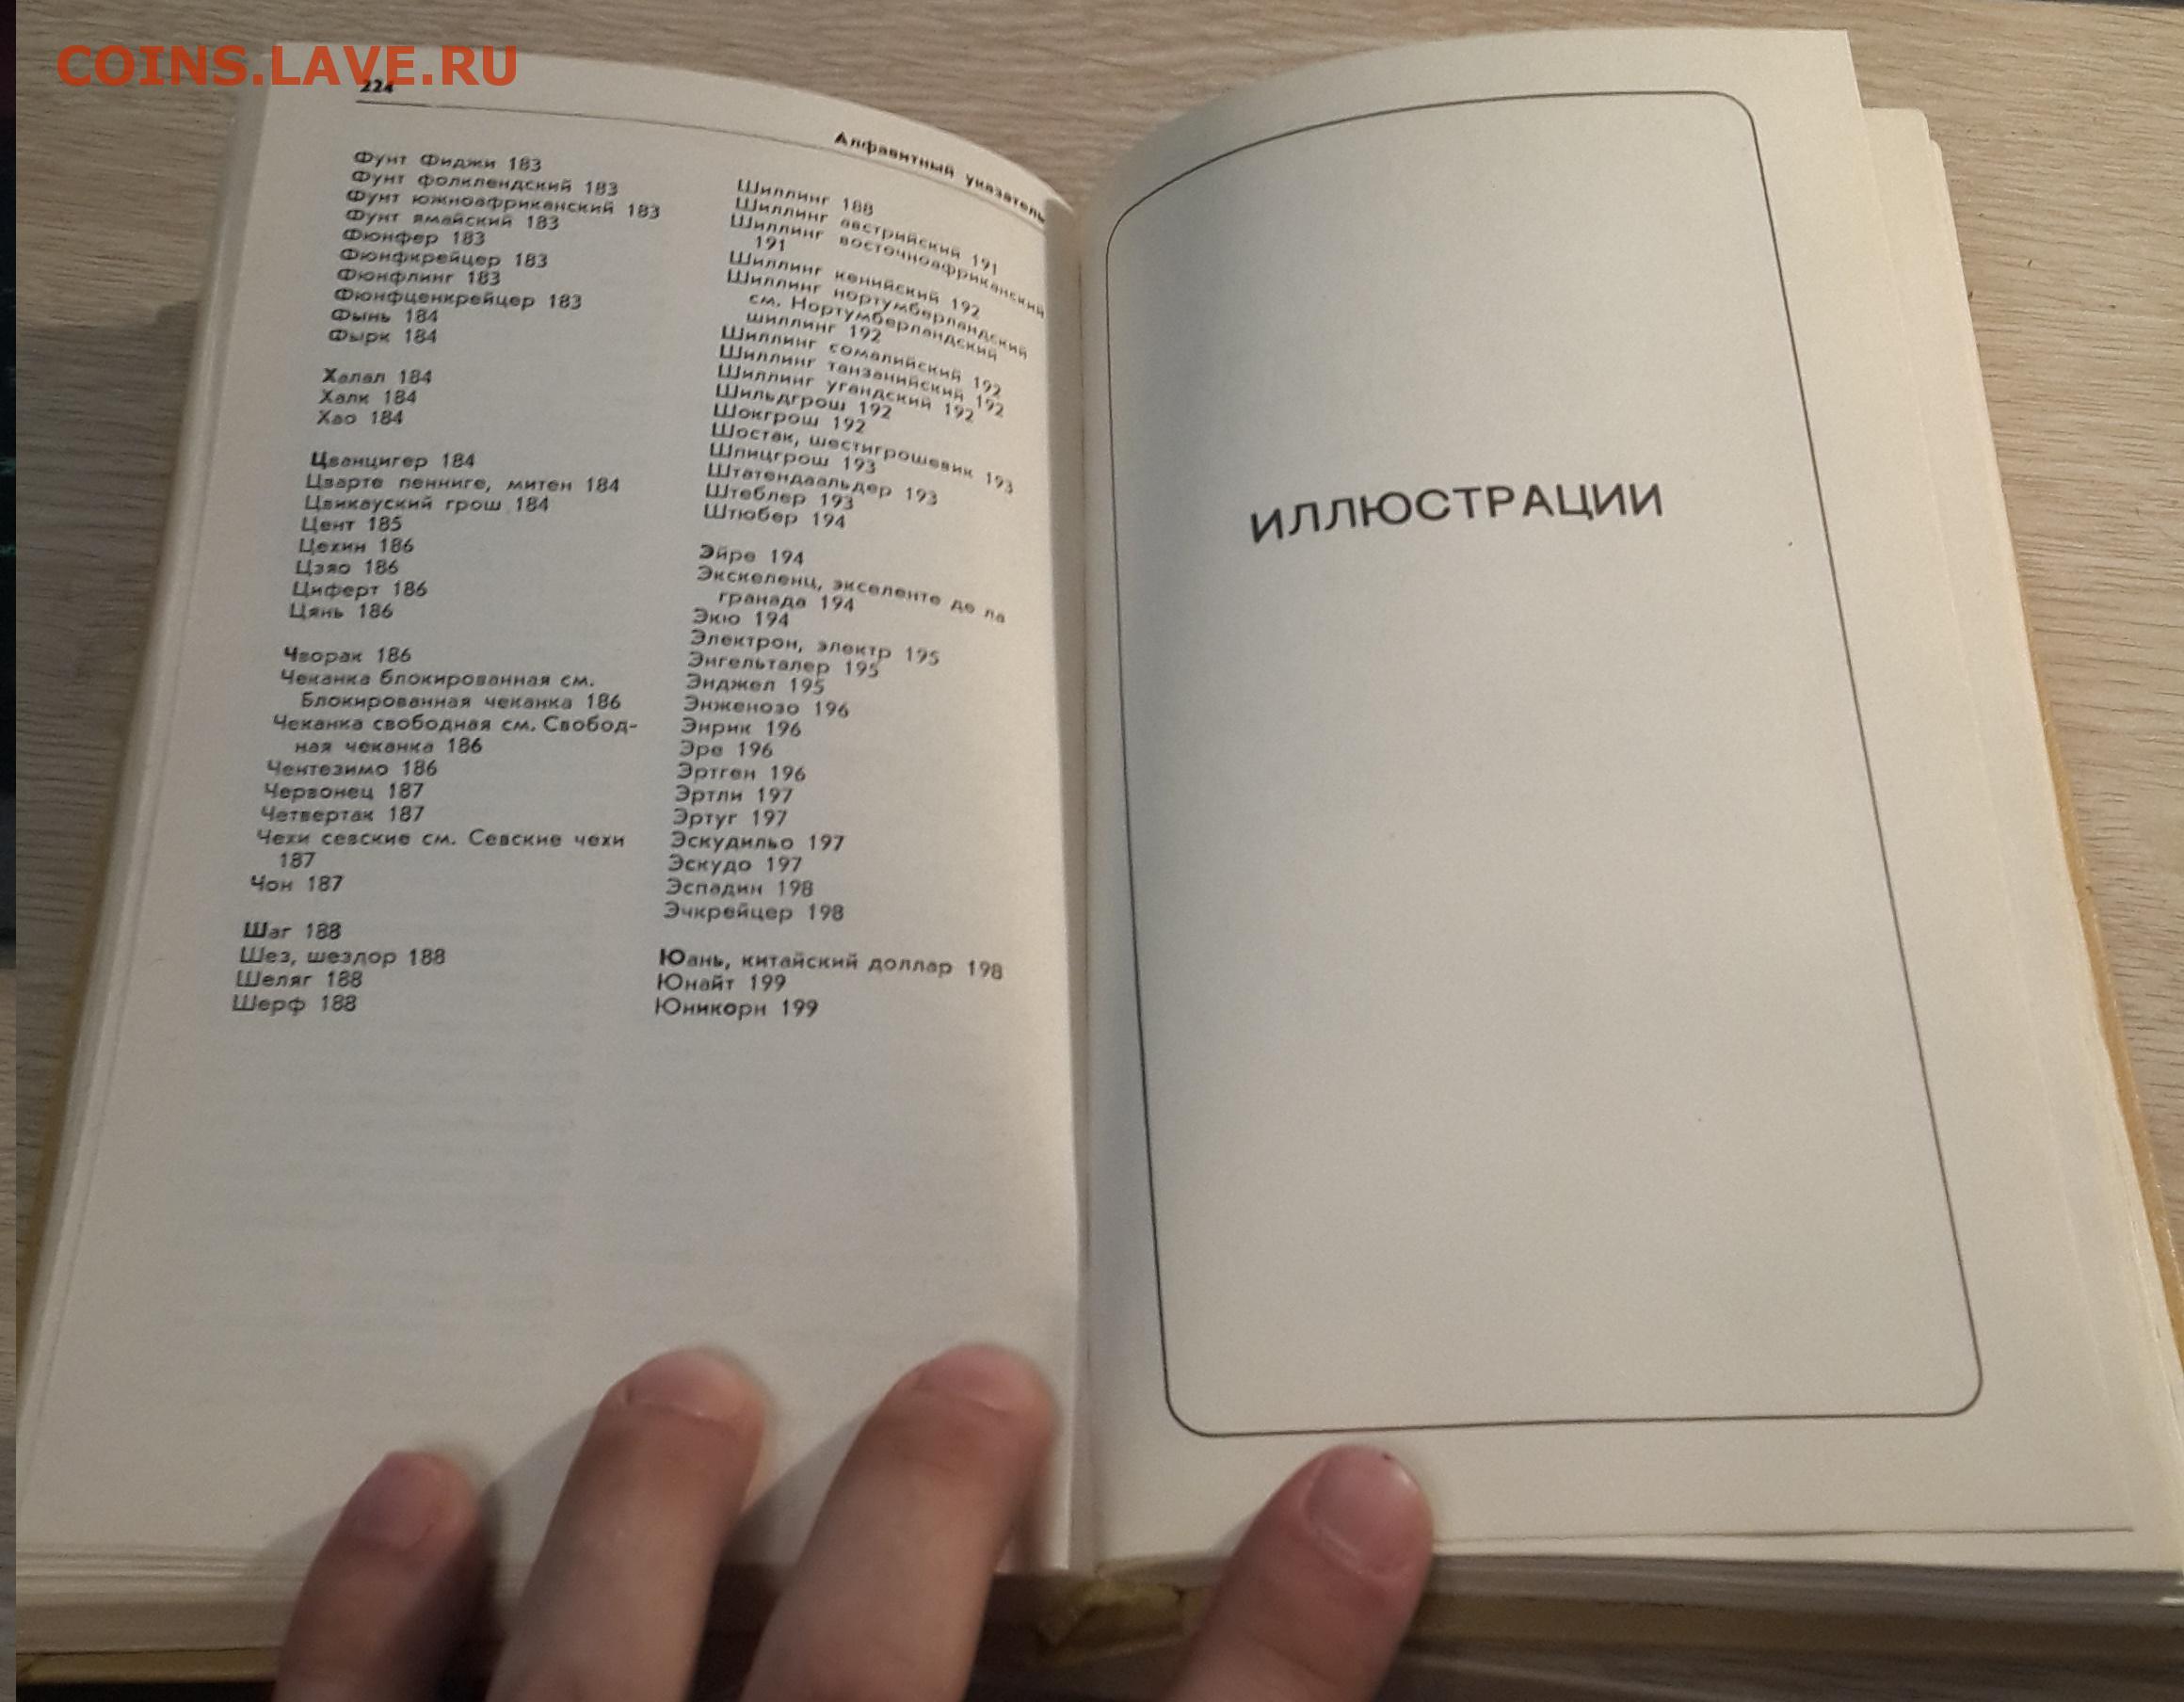 COINS.LAVE.RU
224
Алфавитный указатель
Фунт Фиджи 183
Фунт фолклендский 183
Фунт южноафриканский 183
Фунт ямайский 183
Фюнфер 183
Фюнфкрейцер 183
Фюнфлинг 183
Фюнфценкрейцер 183
Фынь 184
Фырк 184
Халал 184
Халк 184
Хао 184
Цванцигер 184
Цварте пенниге, митен 184
Цвикауский грош 184
Цент 185
Цехин 186
Цзяо 186
Циферт 186
Цянь 186
Чворак 186
Чеканка блокированная см.
Блокированная чеканка 186
Чеканка свободная см. Свобод-
ная чеканка 186
Чентезимо 186
Червонец 187
Четвертак 187
Чехи севские см. Севские чехи
187
Чон 187
Шаг 188
Шез, шездор 188
Шеляг 188
Шерф 188
Шиллинг 188
Шиллинг австрийский 191
Шиллинг восточноафриканский
191
Шиллинг кенийский 192
Шиллинг нортумберландский
см. Нортумберландский
шиллинг 192
Шиллинг сомалийский 192
Шиллинг танзанийский 192
Шиллинг угандский 192
Шильдгрош 192
Шокгрош 192
Шостак, шестигрошевик 193
Шпицгрош 193
Штатендаальдер 193
Штеблер 193
Штюбер 194
Эйре 194
Экскеленц, экселенте де ла
гранада 194
Экю 194
Электрон, электр 195
Энгельталер 195
Энджел 195
Энженозо 196
Энрик 196
Эре 196
Эртген 196
Эртли 197
Эртуг 197
Эскудильо 197
Эскудо 197
Эспадин 198
Эчкрейцер 198
Юань, китайский доллар 198
Юнайт 199
Юникорн 199
ИЛЛЮСТРАЦИИ